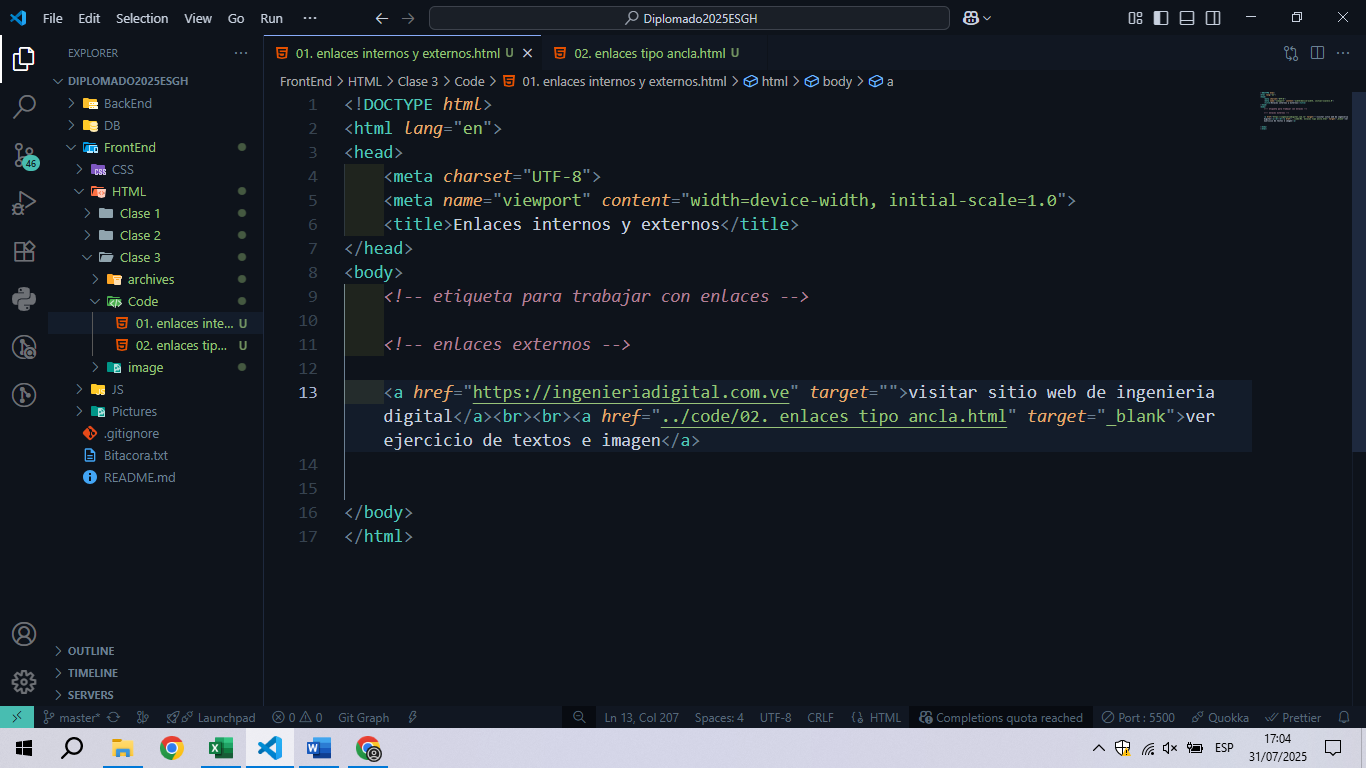 File Edit Selection View Go Run ··· Diplomado2025ESGH
EXPLORER ···
DIPLOMADO2025ESGH
BackEnd
DB
FrontEnd
CSS
HTML
Clase 1
Clase 2
Clase 3
archives
Code
01. enlaces inte... U
02. enlaces tip... U
image
JS
Pictures
.gitignore
Bitacora.txt
README.md
OUTLINE
TIMELINE
SERVERS
46
01. enlaces internos y externos.html U
02. enlaces tipo ancla.html U
FrontEnd > HTML > Clase 3 > Code > 01. enlaces internos y externos.html > html > body > a
1 <!DOCTYPE html>
2 <html lang="en">
3 <head>
4 <meta charset="UTF-8">
5 <meta name="viewport" content="width=device-width, initial-scale=1.0">
6 <title>Enlaces internos y externos</title>
7 </head>
8 <body>
9 <!-- etiqueta para trabajar con enlaces -->
10
11 <!-- enlaces externos -->
12
13 <a href="https://ingenieriadigital.com.ve" target="">visitar sitio web de ingenieria
digital</a><br><br><a href="../code/02. enlaces tipo ancla.html" target="_blank">ver
ejercicio de textos e imagen</a>
14
15
16 </body>
17 </html>
master* Launchpad 0 0 Git Graph Ln 13, Col 207 Spaces: 4 UTF-8 CRLF {} HTML Completions quota reached Port : 5500 Quokka Prettier
ESP
17:04
31/07/2025